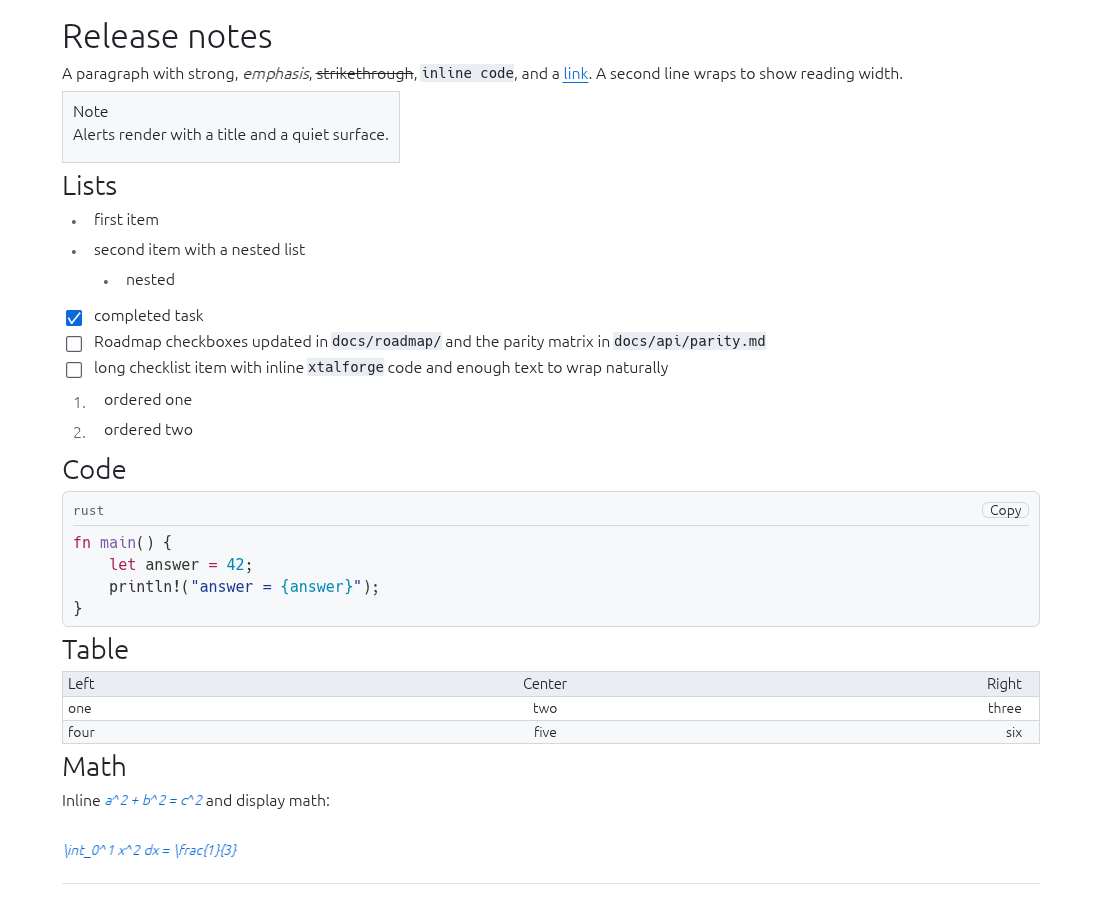 Release notes
A paragraph with strong, emphasis, strikethrough, inline code, and a link. A second line wraps to show reading width.
Note
Alerts render with a title and a quiet surface.
Lists
• first item
• second item with a nested list
• nested
completed task
Roadmap checkboxes updated in docs/roadmap/ and the parity matrix in docs/api/parity.md
long checklist item with inline xtalforge code and enough text to wrap naturally
1. ordered one
2. ordered two
Code
rust Copy
fn main() {
    let answer = 42;
    println!("answer = {answer}");
}
Table
Left Center Right
one two three
four five six
Math
Inline a^2 + b^2 = c^2 and display math:
\int_0^1 x^2 dx = \frac{1}{3}